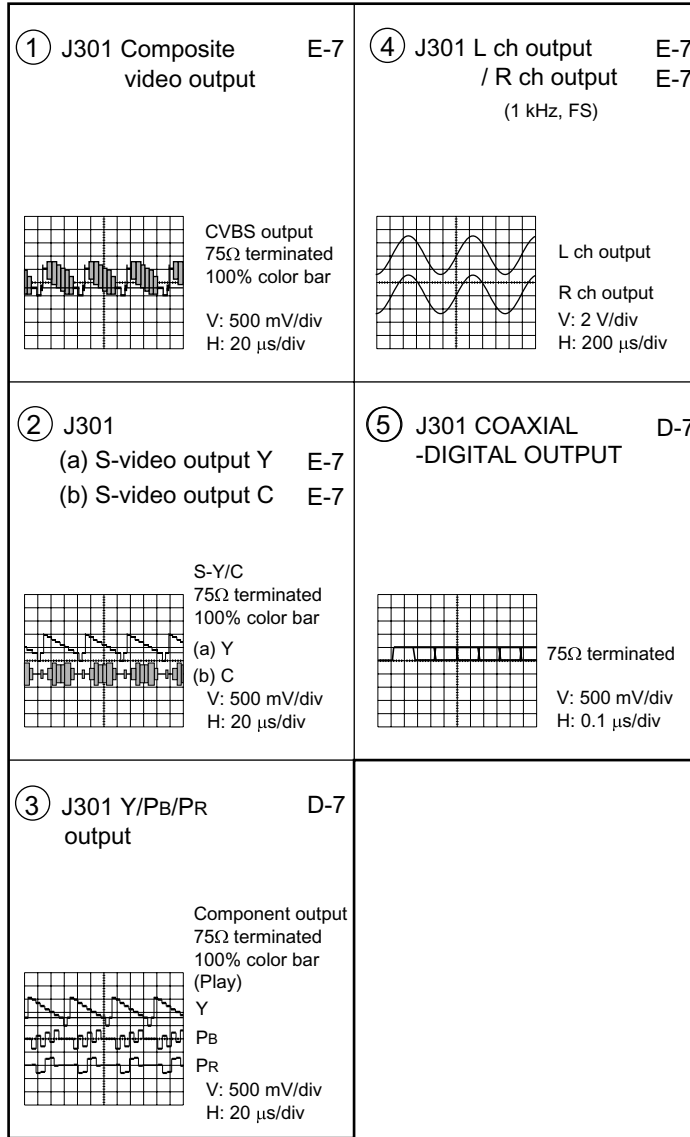 ① J301 Composite E-7
video output
CVBS output
75Ω terminated
100% color bar
V: 500 mV/div
H: 20 μs/div
② J301
(a) S-video output Y E-7
(b) S-video output C E-7
S-Y/C
75Ω terminated
100% color bar
(a) Y
(b) C
V: 500 mV/div
H: 20 μs/div
③ J301 Y/PB/PR D-7
output
Component output
75Ω terminated
100% color bar
(Play)
Y
PB
PR
V: 500 mV/div
H: 20 μs/div
④ J301 L ch output E-7
/ R ch output E-7
(1 kHz, FS)
L ch output
R ch output
V: 2 V/div
H: 200 μs/div
⑤ J301 COAXIAL D-7
-DIGITAL OUTPUT
75Ω terminated
V: 500 mV/div
H: 0.1 μs/div